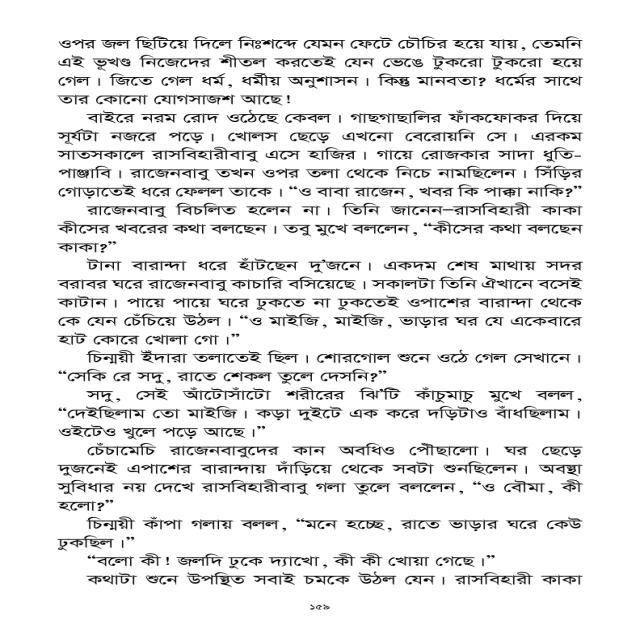 ওপর জল ছিটিয়ে দিলে নিঃশব্দে যেমন ফেটে চৌচির হয়ে যায়, তেমনি
এই ভূখণ্ড নিজেদের শীতল করতেই যেন ভেঙে টুকরো টুকরো হয়ে
গেল। জিতে গেল ধর্ম, ধর্মীয় অনুশাসন। কিন্তু মানবতা? ধর্মের সাথে
তার কোনো যোগসাজশ আছে!
বাইরে নরম রোদ ওঠেছে কেবল। গাছগাছালির ফাঁকফোকর দিয়ে
সূর্যটা নজরে পড়ে। খোলস ছেড়ে এখনো বেরোয়নি সে। এরকম
সাতসকালে রাসবিহারীবাবু এসে হাজির। গায়ে রোজকার সাদা ধুতি-
পাঞ্জাবি। রাজেনবাবু তখন ওপর তলা থেকে নিচে নামছিলেন। সিঁড়ির
গোড়াতেই ধরে ফেলল তাকে। “ও বাবা রাজেন, খবর কি পাক্কা নাকি?”
রাজেনবাবু বিচলিত হলেন না। তিনি জানেন–রাসবিহারী কাকা
কীসের খবরের কথা বলছেন। তবু মুখে বললেন, “কীসের কথা বলছেন
কাকা?”
টানা বারান্দা ধরে হাঁটছেন দু’জনে। একদম শেষ মাথায় সদর
বরাবর ঘরে রাজেনবাবু কাচারি বসিয়েছে। সকালটা তিনি ঐখানে বসেই
কাটান। পায়ে পায়ে ঘরে ঢুকতে না ঢুকতেই ওপাশের বারান্দা থেকে
কে যেন চেঁচিয়ে উঠল। “ও মাইজি, মাইজি, ভাড়ার ঘর যে একেবারে
হাট কোরে খোলা গো।”
চিন্ময়ী ইঁদারা তলাতেই ছিল। শোরগোল শুনে ওঠে গেল সেখানে।
“সেকি রে সদু, রাতে শেকল তুলে দেসনি?”
সদু, সেই আঁটোসাঁটো শরীরের ঝি’টি কাঁচুমাচু মুখে বলল,
“দেইছিলাম তো মাইজি। কড়া দুইটে এক করে দড়িটাও বাঁধছিলাম।
ওইটেও খুলে পড়ে আছে।”
চেঁচামেচি রাজেনবাবুদের কান অবধিও পৌঁছালো। ঘর ছেড়ে
দুজনেই এপাশের বারান্দায় দাঁড়িয়ে থেকে সবটা শুনছিলেন। অবস্থা
সুবিধার নয় দেখে রাসবিহারীবাবু গলা তুলে বললেন, “ও বৌমা, কী
হলো?”
চিন্ময়ী কাঁপা গলায় বলল, “মনে হচ্ছে, রাতে ভাড়ার ঘরে কেউ
ঢুকছিল।”
“বলো কী! জলদি ঢুকে দ্যাখো, কী কী খোয়া গেছে।”
কথাটা শুনে উপস্থিত সবাই চমকে উঠল যেন। রাসবিহারী কাকা
১৫৯